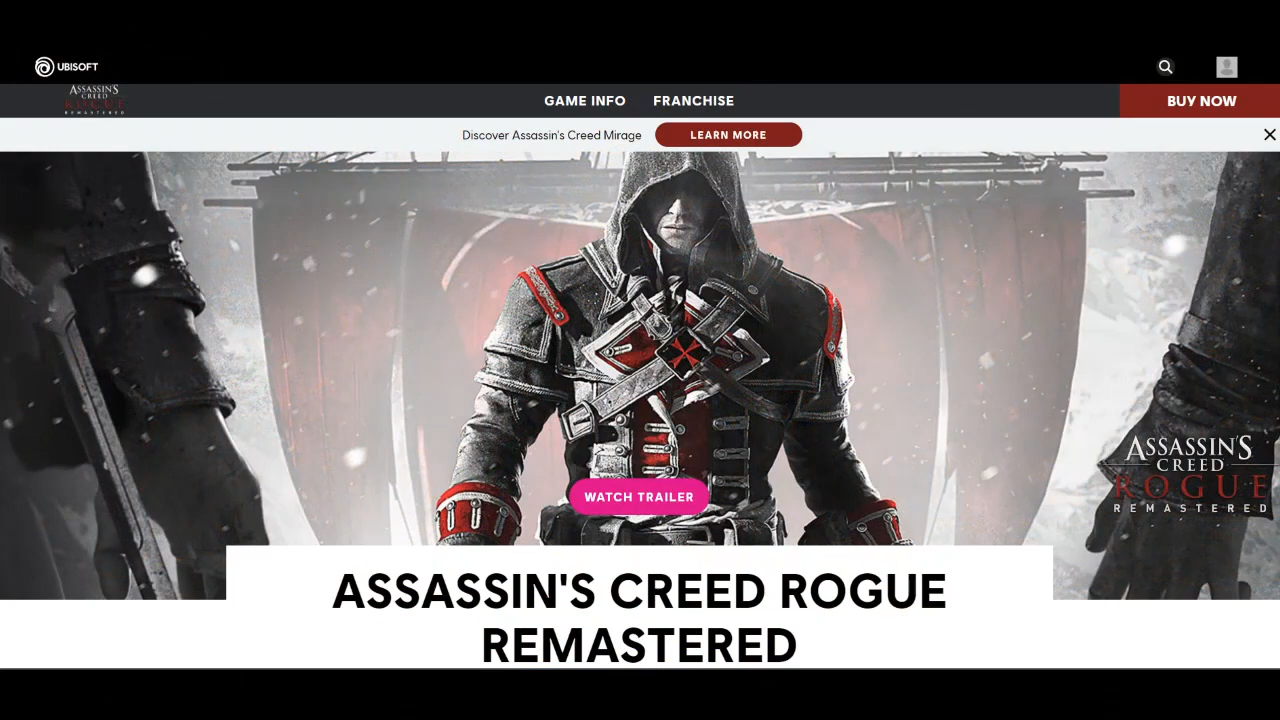 UBISOFT
ASSASSIN'S
CREED
ROGUE
REMASTERED
GAME INFO
FRANCHISE
BUY NOW
Discover Assassin's Creed Mirage
LEARN MORE
ASSASSIN'S
CREED
ROGUE
REMASTERED
WATCH TRAILER
ASSASSIN'S CREED ROGUE
REMASTERED